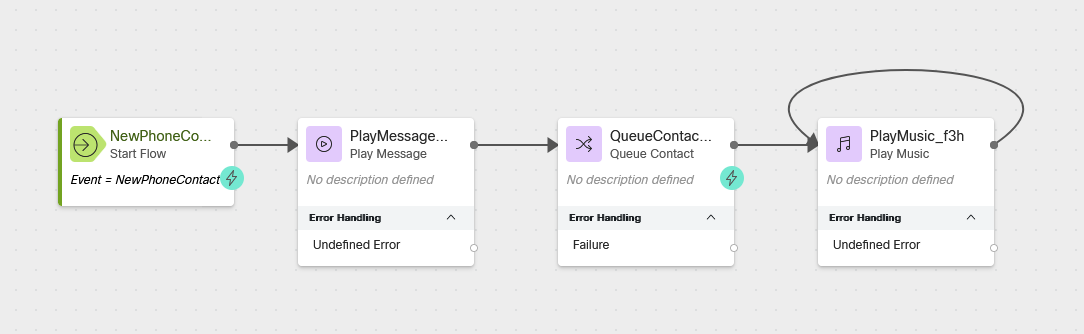 NewPhoneCo...
Start Flow
Event = NewPhoneContact
PlayMessage...
Play Message
No description defined
Error Handling
Undefined Error
QueueContac...
Queue Contact
No description defined
Error Handling
Failure
PlayMusic_f3h
Play Music
No description defined
Error Handling
Undefined Error